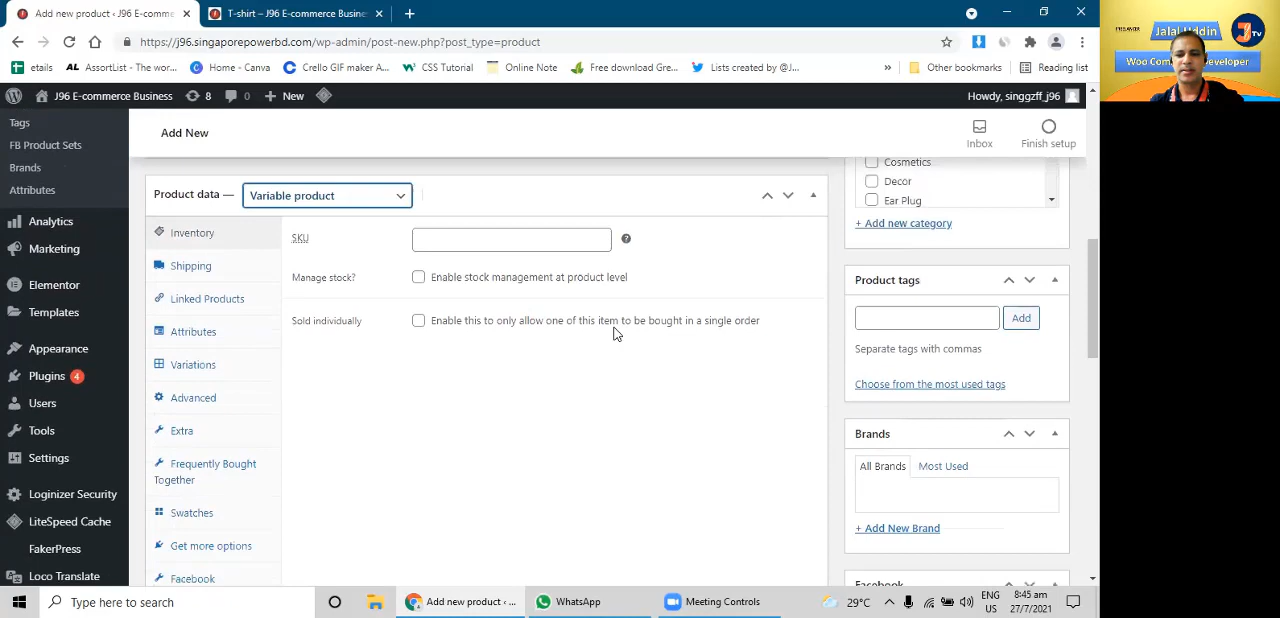 Add new product ‹ J96 E-comme
T-shirt – J96 E-commerce Busine
https://j96.singaporepowerbd.com/wp-admin/post-new.php?post_type=product
etails
AssortList - The wor...
Home - Canva
Crello GIF maker A...
CSS Tutorial
Online Note
Free download Gre...
Lists created by @J...
»
Other bookmarks
Reading list
J96 E-commerce Business
8
0
New
Howdy, singgzff_j96
Jalal Uddin
TV
Woo Com
Developer
Tags
FB Product Sets
Brands
Attributes
Analytics
Marketing
Elementor
Templates
Appearance
Plugins 4
Users
Tools
Settings
Loginizer Security
LiteSpeed Cache
FakerPress
Loco Translate
Add New
Inbox
Finish setup
Product data —
Variable product
Inventory
Shipping
Linked Products
Attributes
Variations
Advanced
Extra
Frequently Bought
Together
Swatches
Get more options
Facebook
SKU
Manage stock?
Enable stock management at product level
Sold individually
Enable this to only allow one of this item to be bought in a single order
Cosmetics
Decor
Ear Plug
+ Add new category
Product tags
Add
Separate tags with commas
Choose from the most used tags
Brands
All Brands
Most Used
+ Add New Brand
Facebook
Type here to search
Add new product ‹ ...
WhatsApp
Meeting Controls
29°C
ENG
US
8:45 am
27/7/2021